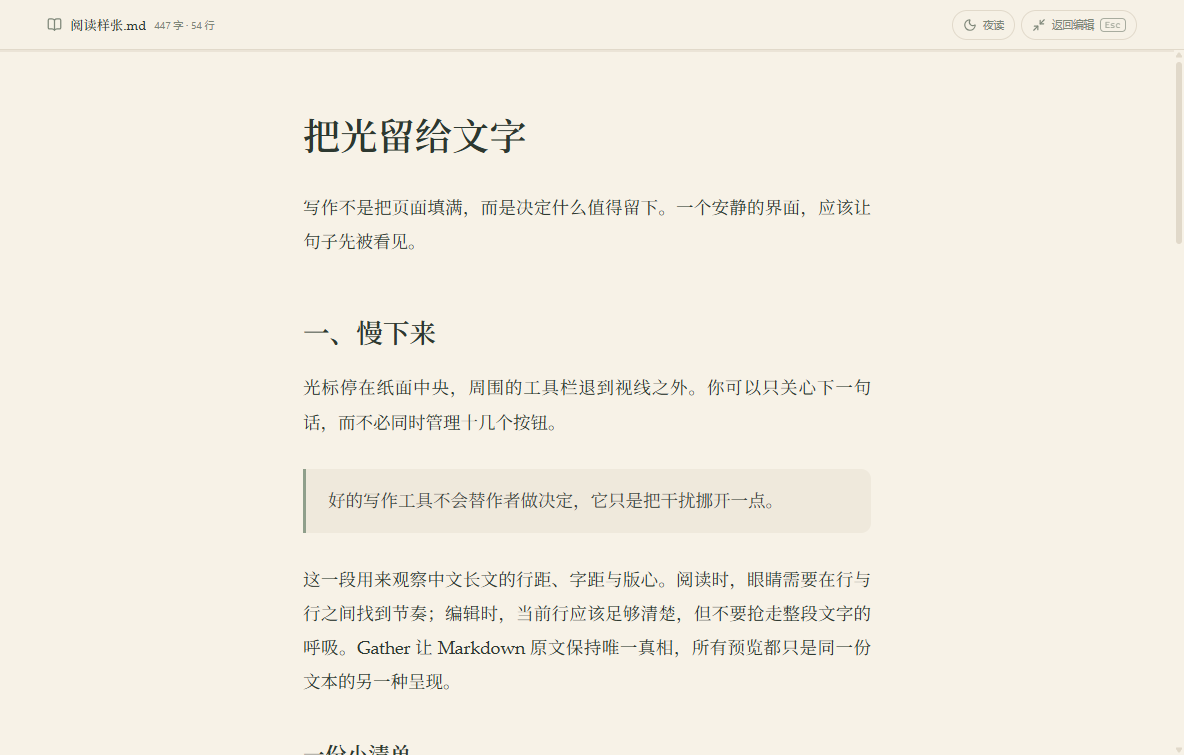 阅读样张.md 447 字 · 54 行 夜读 返回编辑 Esc
把光留给文字
写作不是把页面填满，而是决定什么值得留下。一个安静的界面，应该让
句子先被看见。
一、慢下来
光标停在纸面中央，周围的工具栏退到视线之外。你可以只关心下一句
话，而不必同时管理十几个按钮。
好的写作工具不会替作者做决定，它只是把干扰挪开一点。
这一段用来观察中文长文的行距、字距与版心。阅读时，眼睛需要在行与
行之间找到节奏；编辑时，当前行应该足够清楚，但不要抢走整段文字的
呼吸。Gather 让 Markdown 原文保持唯一真相，所有预览都只是同一份
文本的另一种呈现。
一份小清单